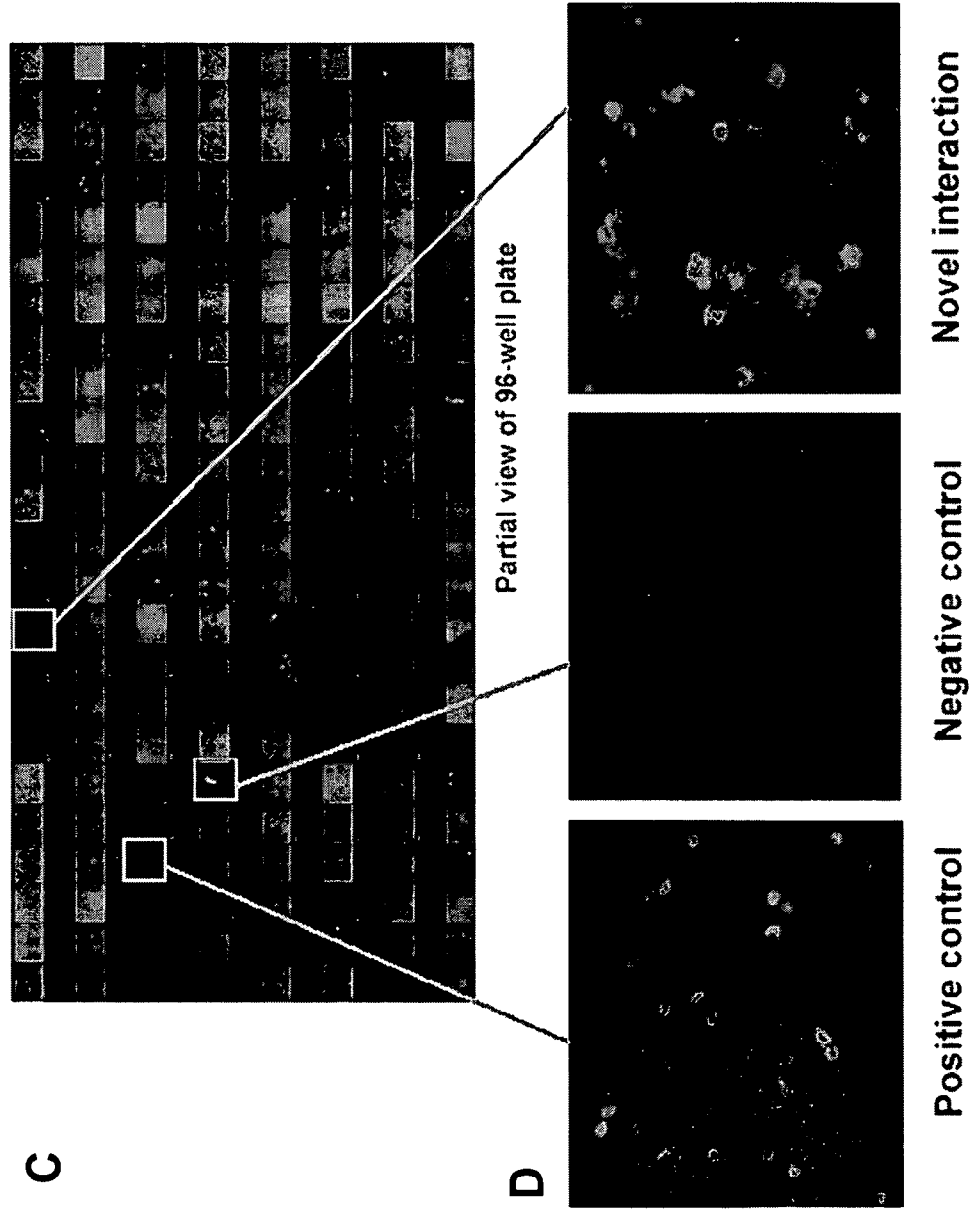 C
Partial view of 96-well plate
D
Positive control
Negative control
Novel interaction